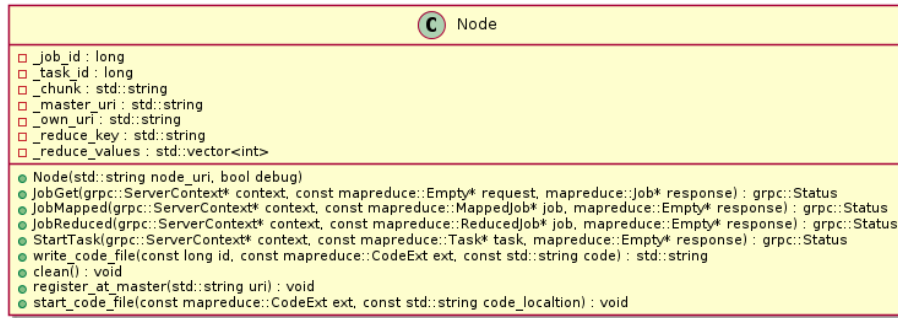 C Node
_job_id : long
_task_id : long
_chunk : std::string
_master_uri : std::string
_own_uri : std::string
_reduce_key : std::string
_reduce_values : std::vector<int>
Node(std::string node_uri, bool debug)
JobGet(grpc::ServerContext* context, const mapreduce::Empty* request, mapreduce::Job* response) : grpc::Status
JobMapped(grpc::ServerContext* context, const mapreduce::MappedJob* job, mapreduce::Empty* response) : grpc::Status
JobReduced(grpc::ServerContext* context, const mapreduce::ReducedJob* job, mapreduce::Empty* response) : grpc::Status
StartTask(grpc::ServerContext* context, const mapreduce::Task* task, mapreduce::Empty* response) : grpc::Status
write_code_file(const long id, const mapreduce::CodeExt ext, const std::string code) : std::string
clean() : void
register_at_master(std::string uri) : void
start_code_file(const mapreduce::CodeExt ext, const std::string code_localtion) : void